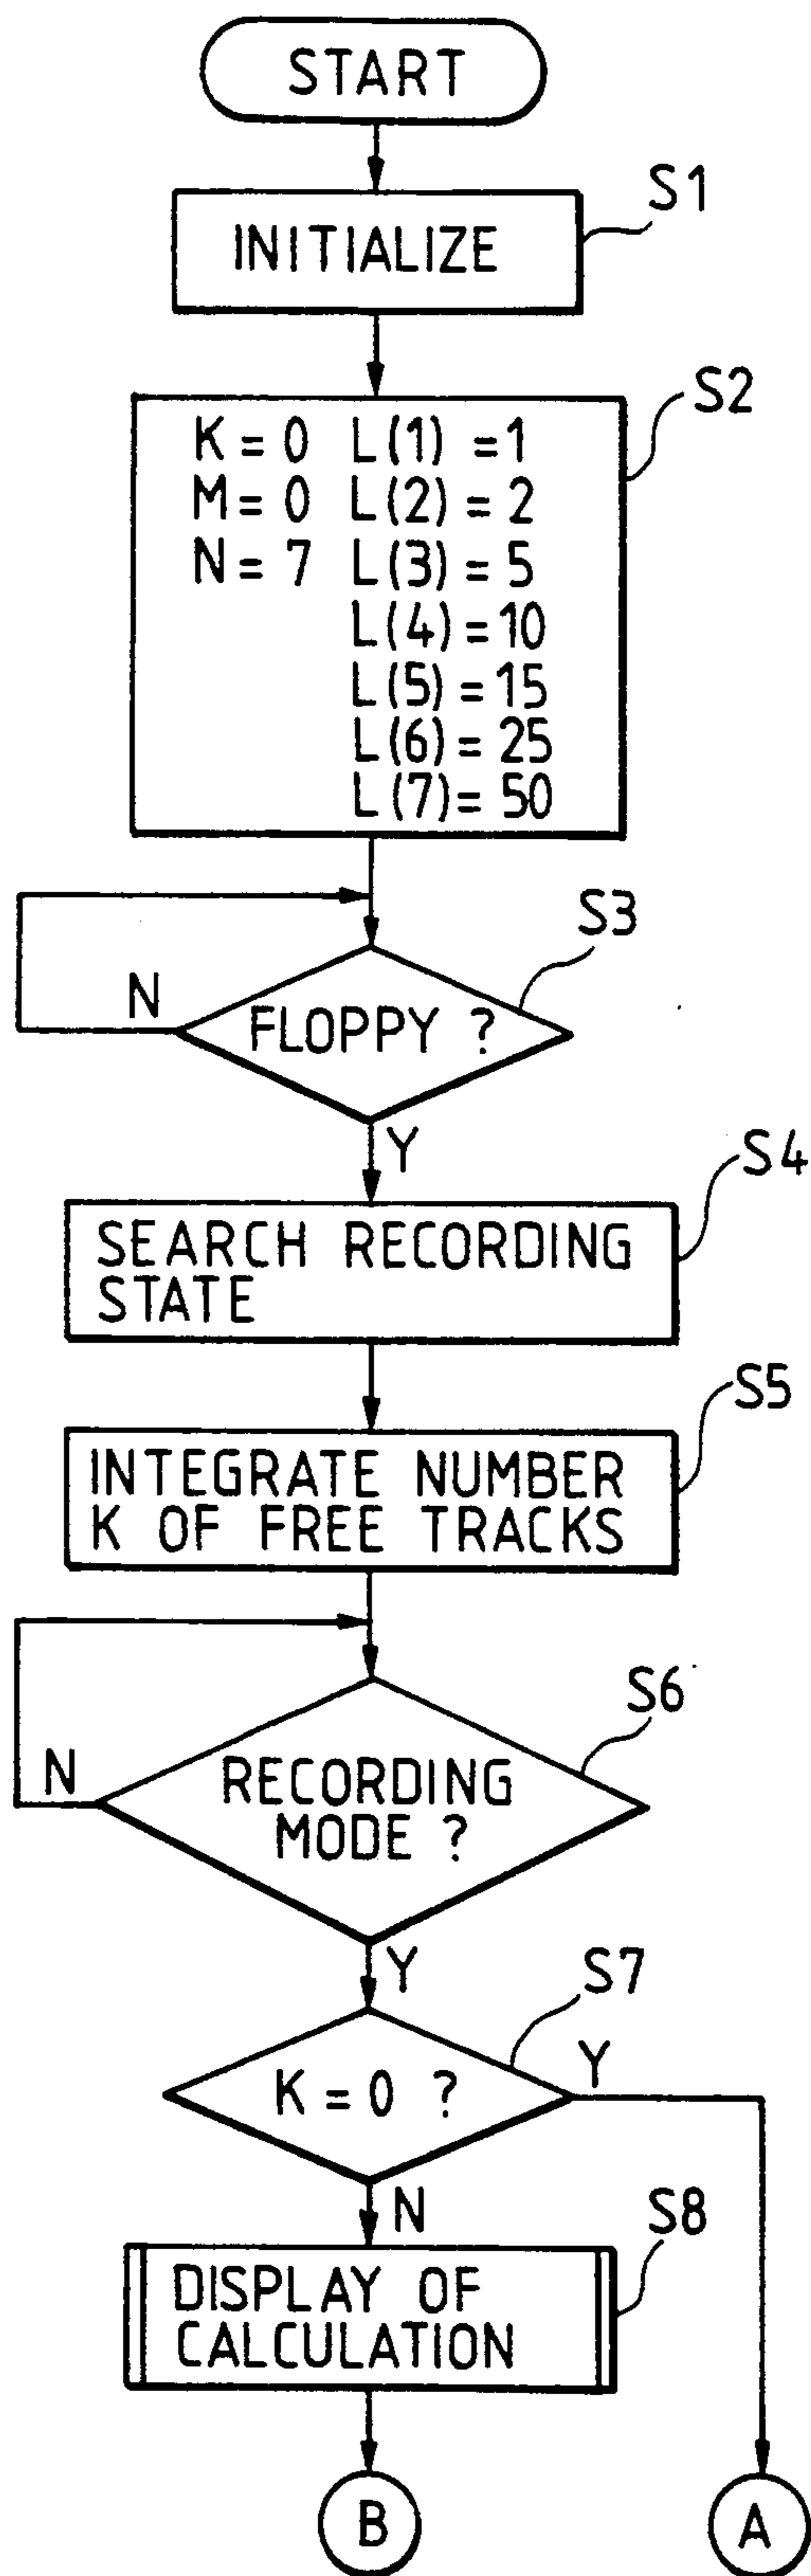 START
S1
INITIALIZE
S2
K = 0 L(1) = 1
M = 0 L(2) = 2
N = 7 L(3) = 5
L(4) = 10
L(5) = 15
L(6) = 25
L(7) = 50
S3
N
FLOPPY ?
Y
S4
SEARCH RECORDING
STATE
S5
INTEGRATE NUMBER
K OF FREE TRACKS
S6
N
RECORDING
MODE ?
Y
S7
Y
K = 0 ?
N
S8
DISPLAY OF
CALCULATION
B
A